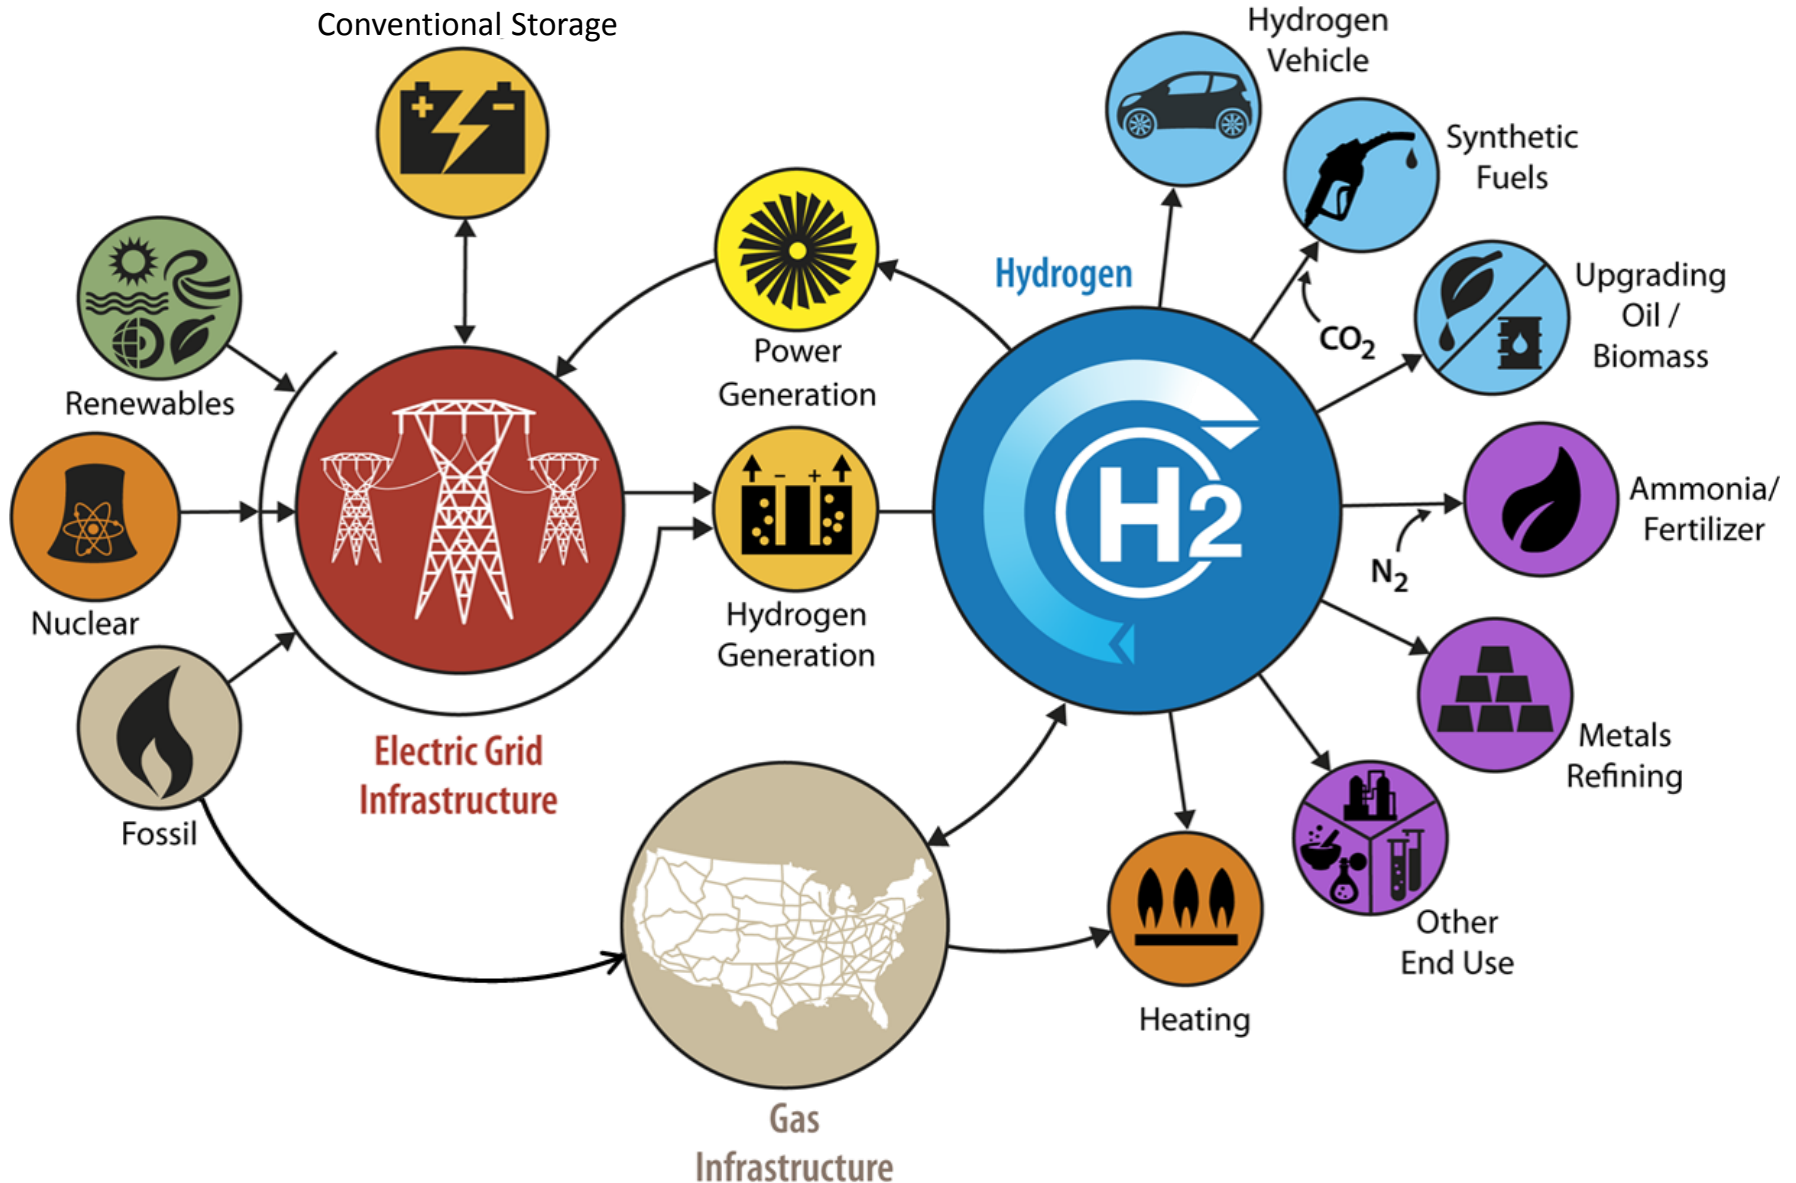 Conventional Storage
Hydrogen
Vehicle
Synthetic
Fuels
Upgrading
Oil /
Biomass
CO2
Hydrogen
Power
Generation
Renewables
+ -
- +
H2
Ammonia/
Fertilizer
N2
Nuclear
Hydrogen
Generation
Metals
Refining
Electric Grid
Infrastructure
Fossil
Other
End Use
Heating
Gas
Infrastructure